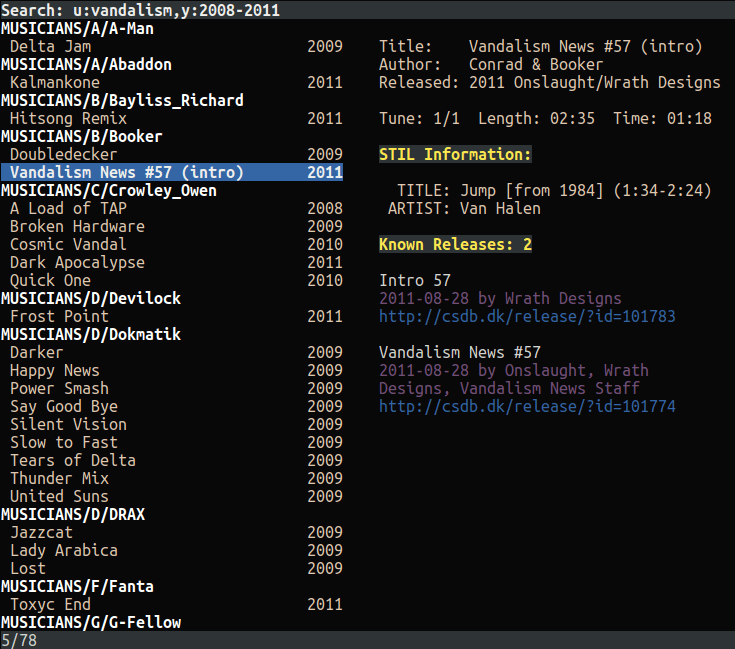 Search: u:vandalism,y:2008-2011
MUSICIANS/A/A-Man
Delta Jam 2009
MUSICIANS/A/Abaddon
Kalmankone 2011
MUSICIANS/B/Bayliss_Richard
Hitsong Remix 2011
MUSICIANS/B/Booker
Doubledecker 2009
Vandalism News #57 (intro) 2011
MUSICIANS/C/Crowley_Owen
A Load of TAP 2008
Broken Hardware 2009
Cosmic Vandal 2010
Dark Apocalypse 2011
Quick One 2010
MUSICIANS/D/Devilock
Frost Point 2011
MUSICIANS/D/Dokmatik
Darker 2009
Happy News 2009
Power Smash 2009
Say Good Bye 2009
Silent Vision 2009
Slow to Fast 2009
Tears of Delta 2009
Thunder Mix 2009
United Suns 2009
MUSICIANS/D/DRAX
Jazzcat 2009
Lady Arabica 2009
Lost 2009
MUSICIANS/F/Fanta
Toxyc End 2011
MUSICIANS/G/G-Fellow
5/78
Title: Vandalism News #57 (intro)
Author: Conrad & Booker
Released: 2011 Onslaught/Wrath Designs
Tune: 1/1 Length: 02:35 Time: 01:18
STIL Information:
TITLE: Jump [from 1984] (1:34-2:24)
ARTIST: Van Halen
Known Releases: 2
Intro 57
2011-08-28 by Wrath Designs
http://csdb.dk/release/?id=101783
Vandalism News #57
2011-08-28 by Onslaught, Wrath
Designs, Vandalism News Staff
http://csdb.dk/release/?id=101774